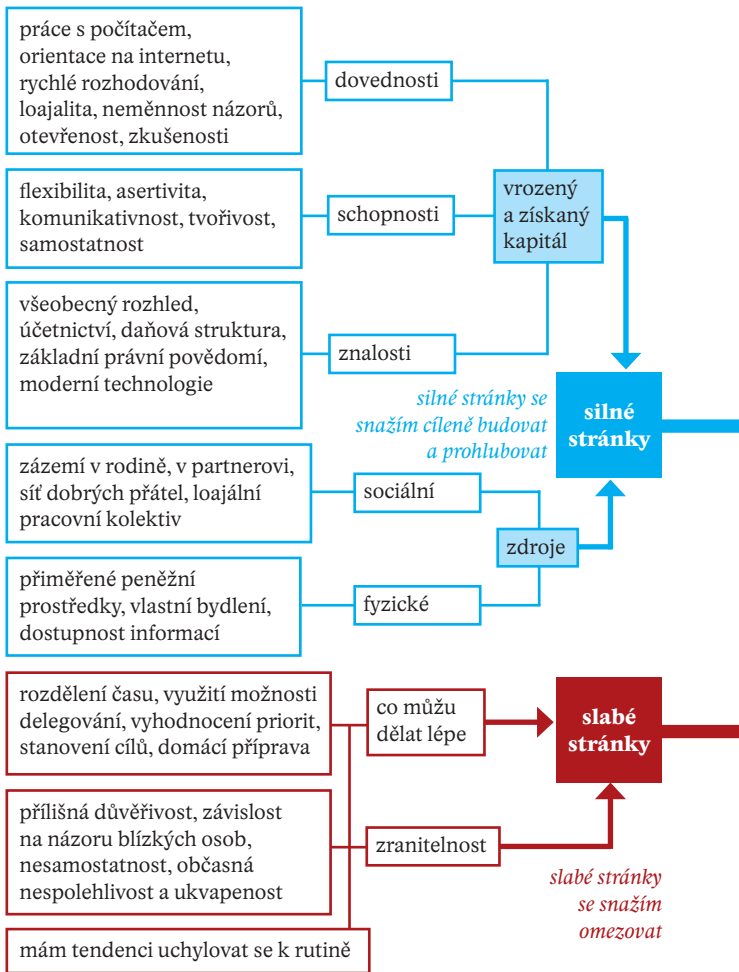 práce s počítačem,
orientace na internetu,
rychlé rozhodování,
loajalita, neměnnost názorů,
otevřenost, zkušenosti
dovednosti
flexibilita, asertivita,
komunikativnost, tvořivost,
samostatnost
schopnosti
vrozený
a získaný
kapitál
všeobecný rozhled,
účetnictví, daňová struktura,
základní právní povědomí,
moderní technologie
znalosti
silné stránky se
snažím cíleně budovat
a prohlubovat
silné
stránky
zázemí v rodině, v partnerovi,
síť dobrých přátel, loajální
pracovní kolektiv
sociální
zdroje
přiměřené peněžní
prostředky, vlastní bydlení,
dostupnost informací
fyzické
rozdělení času, využití možnosti
delegování, vyhodnocení priorit,
stanovení cílů, domácí příprava
co můžu
dělat lépe
slabé
stránky
přílišná důvěřivost, závislost
na názoru blízkých osob,
nesamostatnost, občasná
nespolehlivost a ukvapenost
zranitelnost
slabé stránky
se snažím
omezovat
mám tendenci uchylovat se k rutině